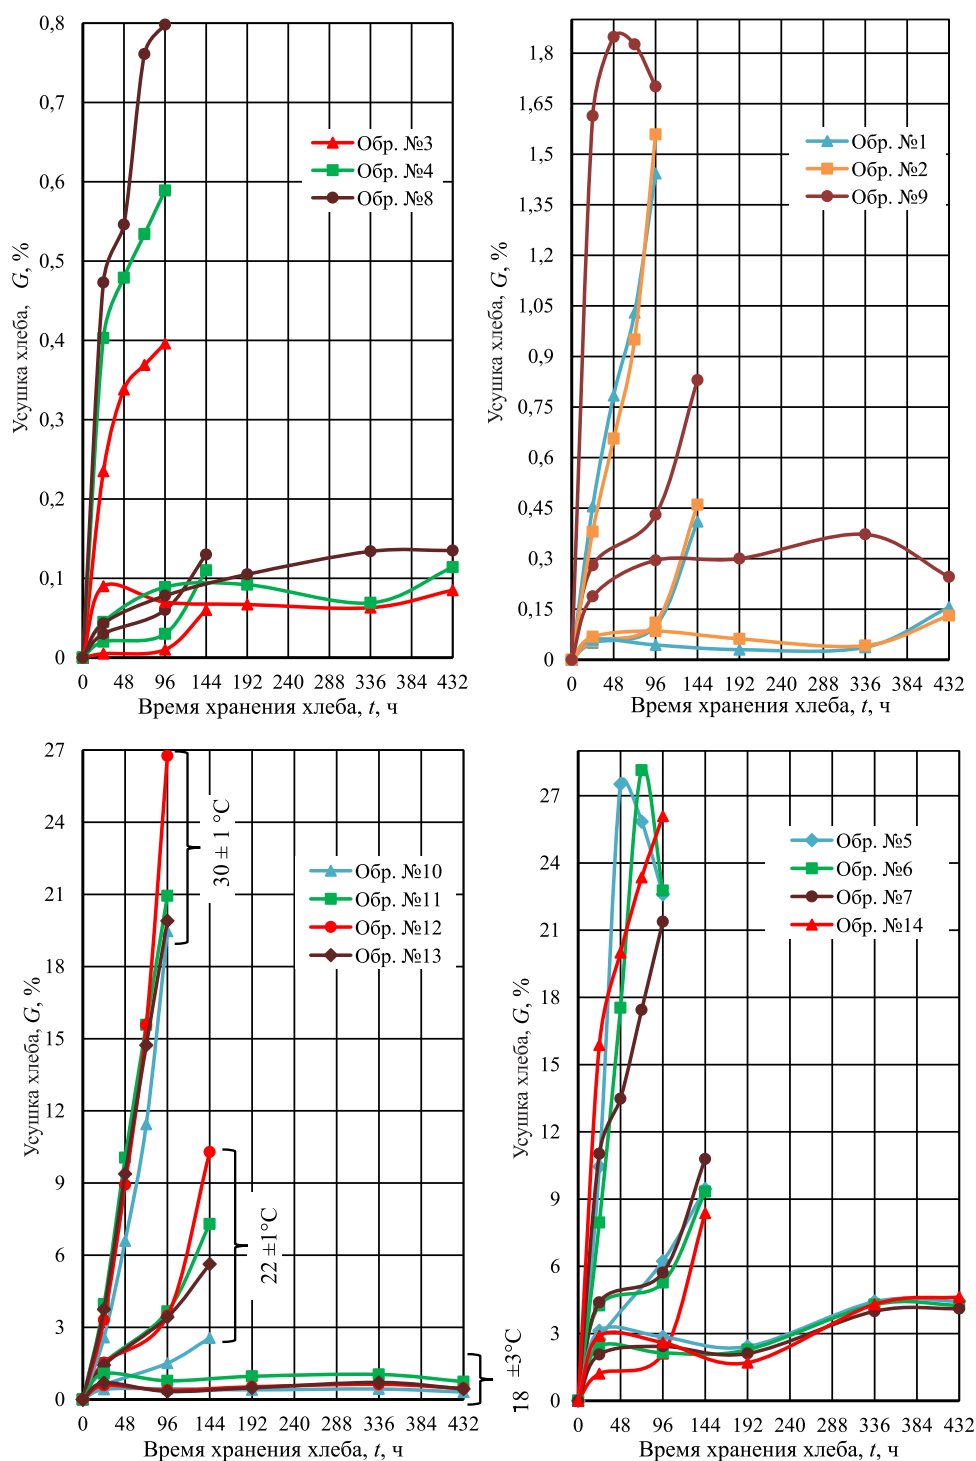 0,8
0,7
0,6
0,5
0,4
0,3
0,2
0,1
0
Усушка хлеба, G, %
Обр. №3
Обр. №4
Обр. №8
0 48 96 144 192 240 288 336 384 432
Время хранения хлеба, t, ч
1,8
1,65
1,5
1,35
1,2
1,05
0,9
0,75
0,6
0,45
0,3
0,15
0
Усушка хлеба, G, %
Обр. №1
Обр. №2
Обр. №9
0 48 96 144 192 240 288 336 384 432
Время хранения хлеба, t, ч
27
24
21
18
15
12
9
6
3
0
Усушка хлеба, G, %
30 ± 1 °C
Обр. №10
Обр. №11
Обр. №12
Обр. №13
22 ±1°C
18 ±3°C
0 48 96 144 192 240 288 336 384 432
Время хранения хлеба, t, ч
27
24
21
18
15
12
9
6
3
0
Усушка хлеба, G, %
Обр. №5
Обр. №6
Обр. №7
Обр. №14
0 48 96 144 192 240 288 336 384 432
Время хранения хлеба, t, ч